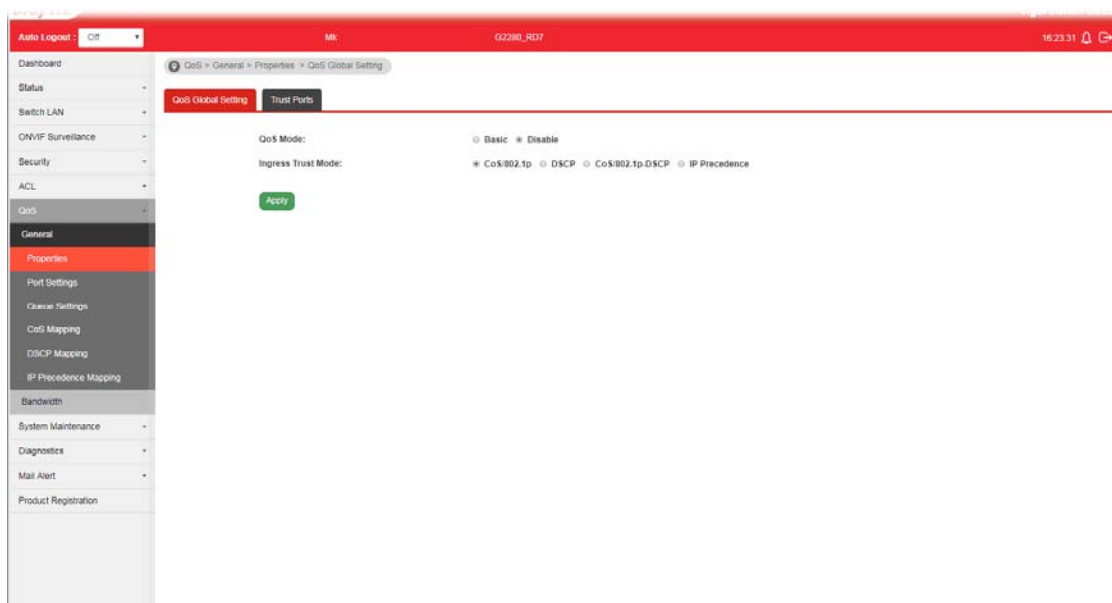 Auto Logout : Off
Mk
G2280_RD7
16:23:31
Dashboard
Status
Switch LAN
ONVIF Surveillance
Security
ACL
QoS
General
Properties
Port Settings
Queue Settings
CoS Mapping
DSCP Mapping
IP Precedence Mapping
Bandwidth
System Maintenance
Diagnostics
Mail Alert
Product Registration
QoS > General > Properties > QoS Global Setting
QoS Global Setting
Trust Ports
QoS Mode: Basic Disable
Ingress Trust Mode: CoS/802.1p DSCP CoS/802.1p-DSCP IP Precedence
Apply